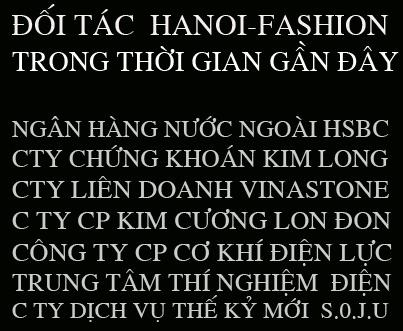 ĐỐI TÁC HANOI-FASHION
TRONG THỜI GIAN GẦN ĐÂY
NGÂN HÀNG NƯỚC NGOÀI HSBC
CTY CHỨNG KHOÁN KIM LONG
CTY LIÊN DOANH VINASTONE
C TY CP KIM CƯƠNG LON ĐON
CÔNG TY CP CƠ KHÍ ĐIỆN LỰC
TRUNG TÂM THÍ NGHIỆM ĐIỆN
C TY DỊCH VỤ THẾ KỶ MỚI S.0.J.U